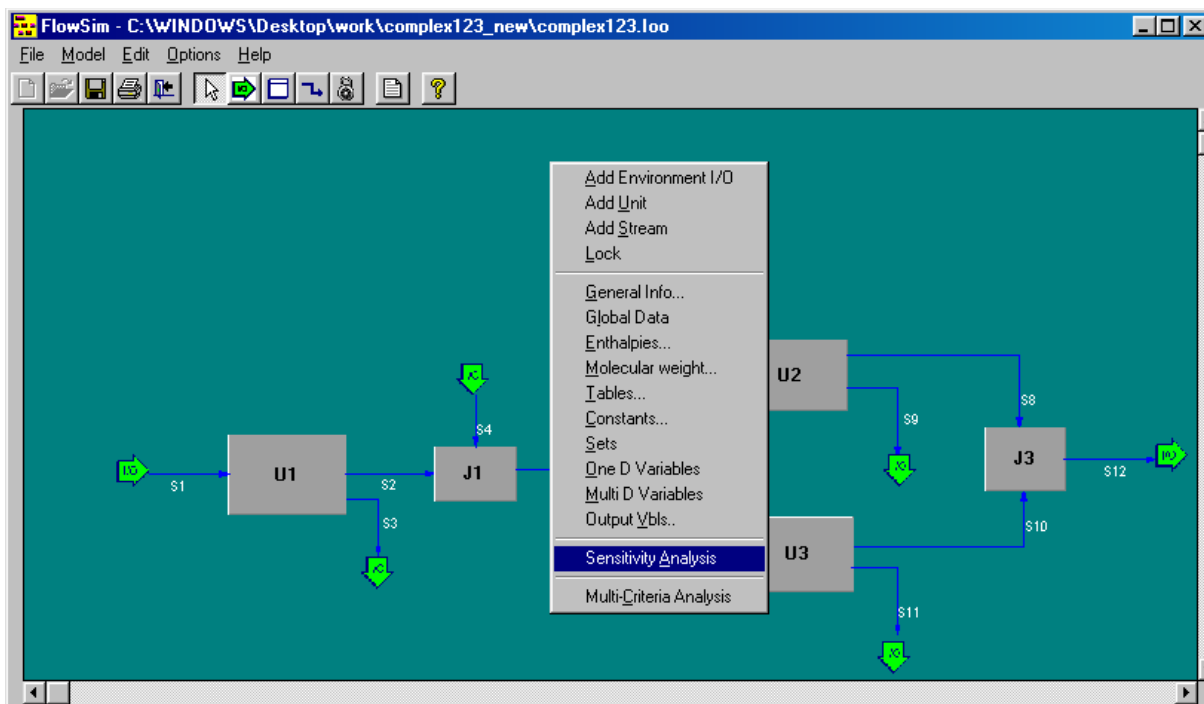 FlowSim - C:\WINDOWS\Desktop\work\complex123_new\complex123.loo
File Model Edit Options Help
I/O
?
Add Environment I/O
Add Unit
Add Stream
Lock
General Info...
Global Data
Enthalpies...
Molecular weight...
Tables...
Constants...
Sets
One D Variables
Multi D Variables
Output Vbls..
Sensitivity Analysis
Multi-Criteria Analysis
U2
S8
S9
S4
I/O
S1
U1
S2
S3
J1
J3
S12
I/O
S10
U3
S11